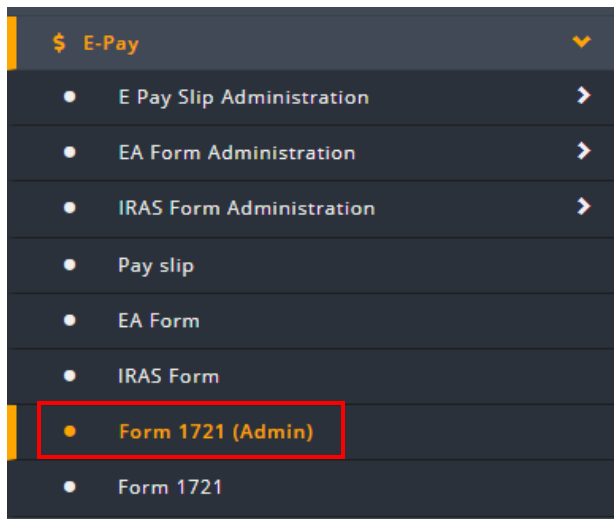 $ E-Pay
E Pay Slip Administration
EA Form Administration
IRAS Form Administration
Pay slip
EA Form
IRAS Form
Form 1721 (Admin)
Form 1721